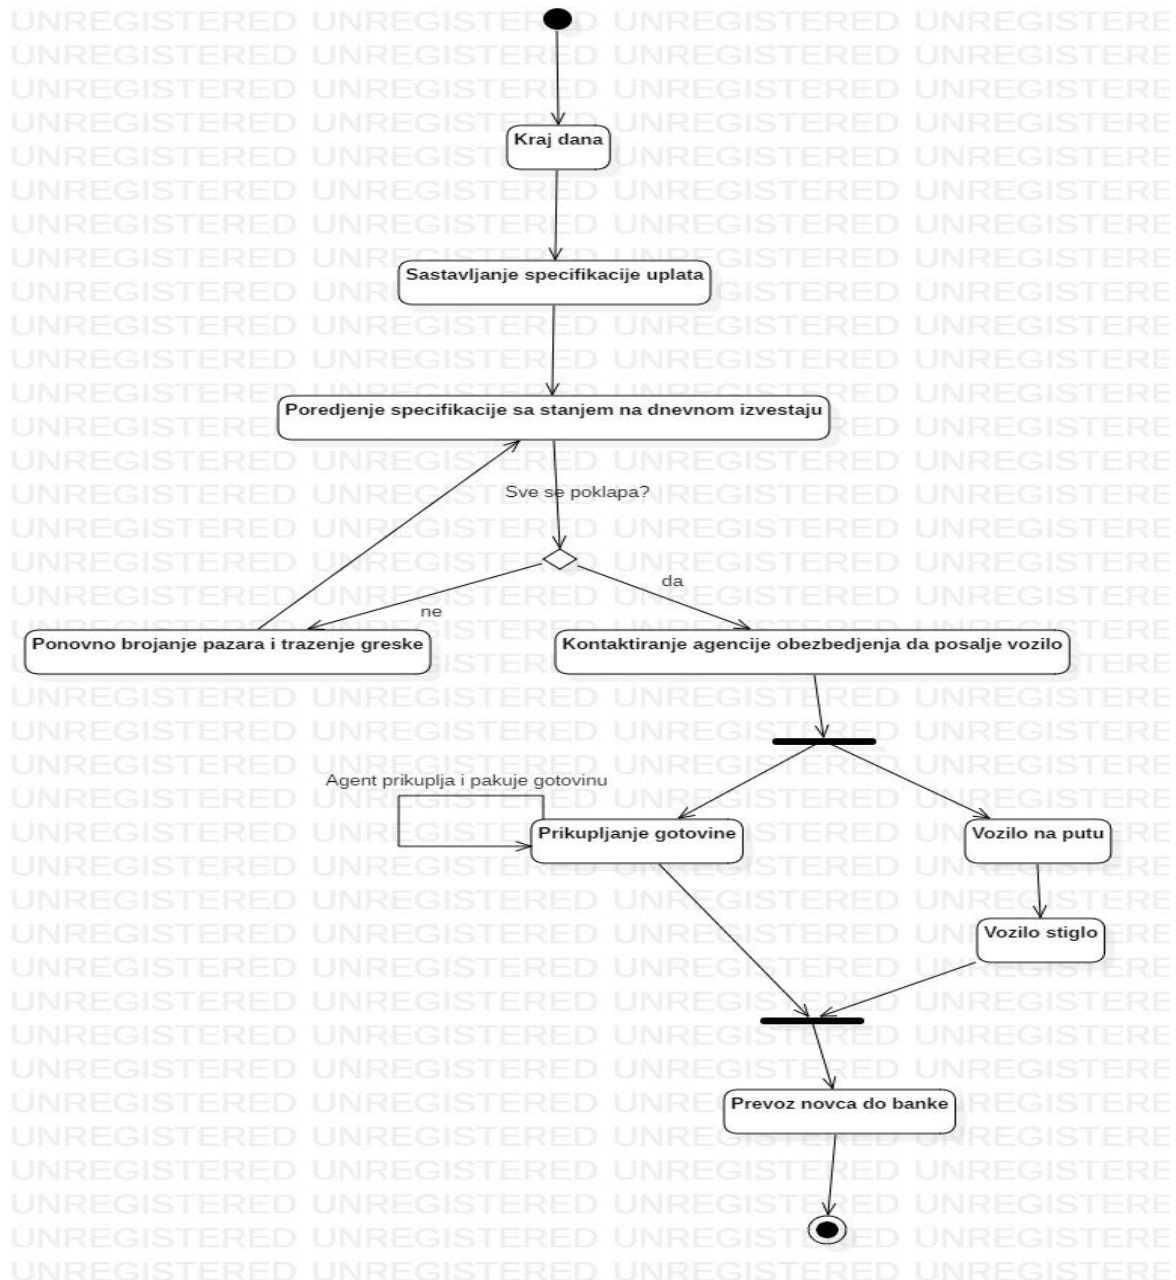 Kraj dana
Sastavljanje specifikacije uplata
Poredjenje specifikacije sa stanjem na dnevnom izvestaju
Sve se poklapa?
da
ne
Ponovno brojanje pazara i trazenje greske
Kontaktiranje agencije obezbedjenja da posalje vozilo
Agent prikuplja i pakuje gotovinu
Prikupljanje gotovine
Vozilo na putu
Vozilo stiglo
Prevoz novca do banke
UNREGISTERED